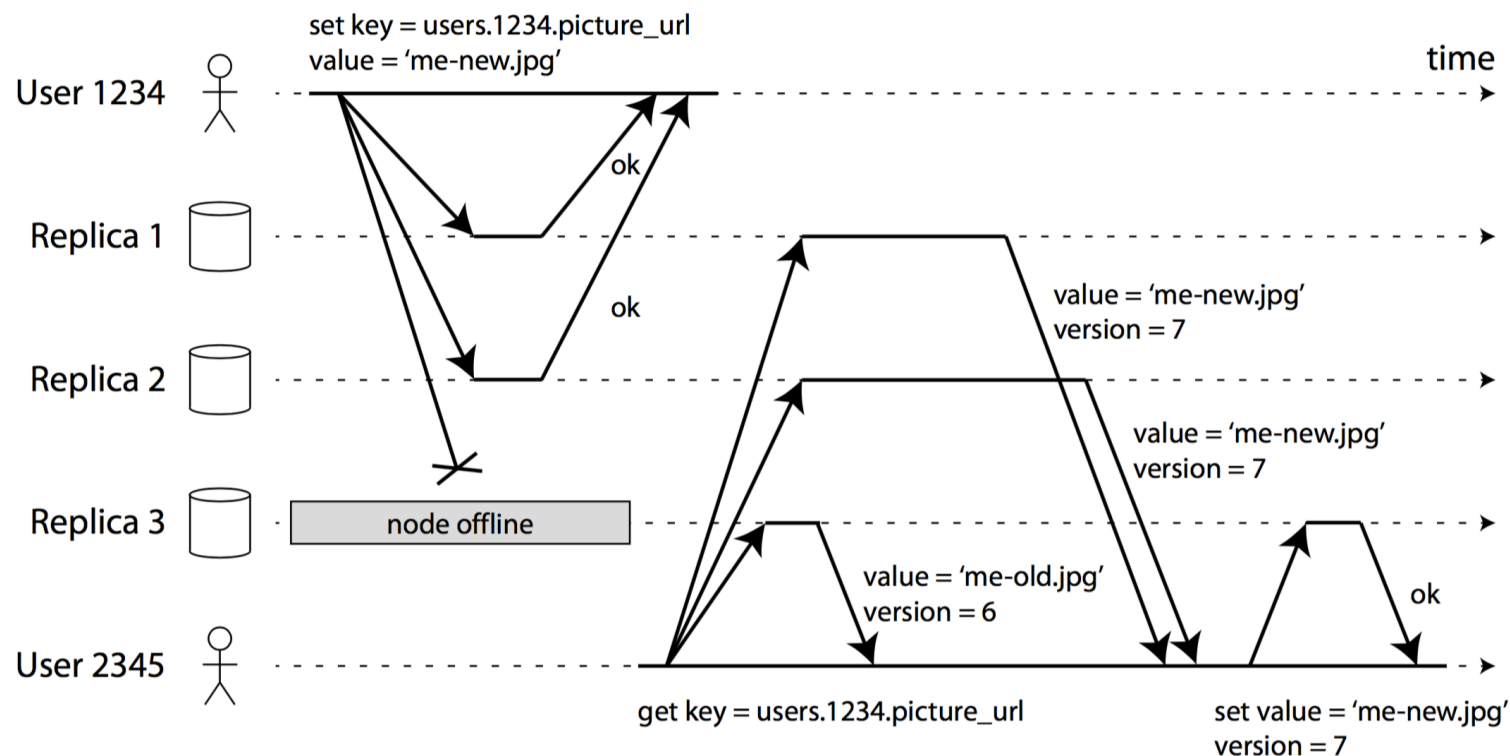 set key = users.1234.picture_url
value = ‘me-new.jpg’
time
User 1234
ok
Replica 1
value = ‘me-new.jpg’
version = 7
ok
Replica 2
value = ‘me-new.jpg’
version = 7
Replica 3
node offline
value = ‘me-old.jpg’
version = 6
ok
User 2345
get key = users.1234.picture_url
set value = ‘me-new.jpg’
version = 7